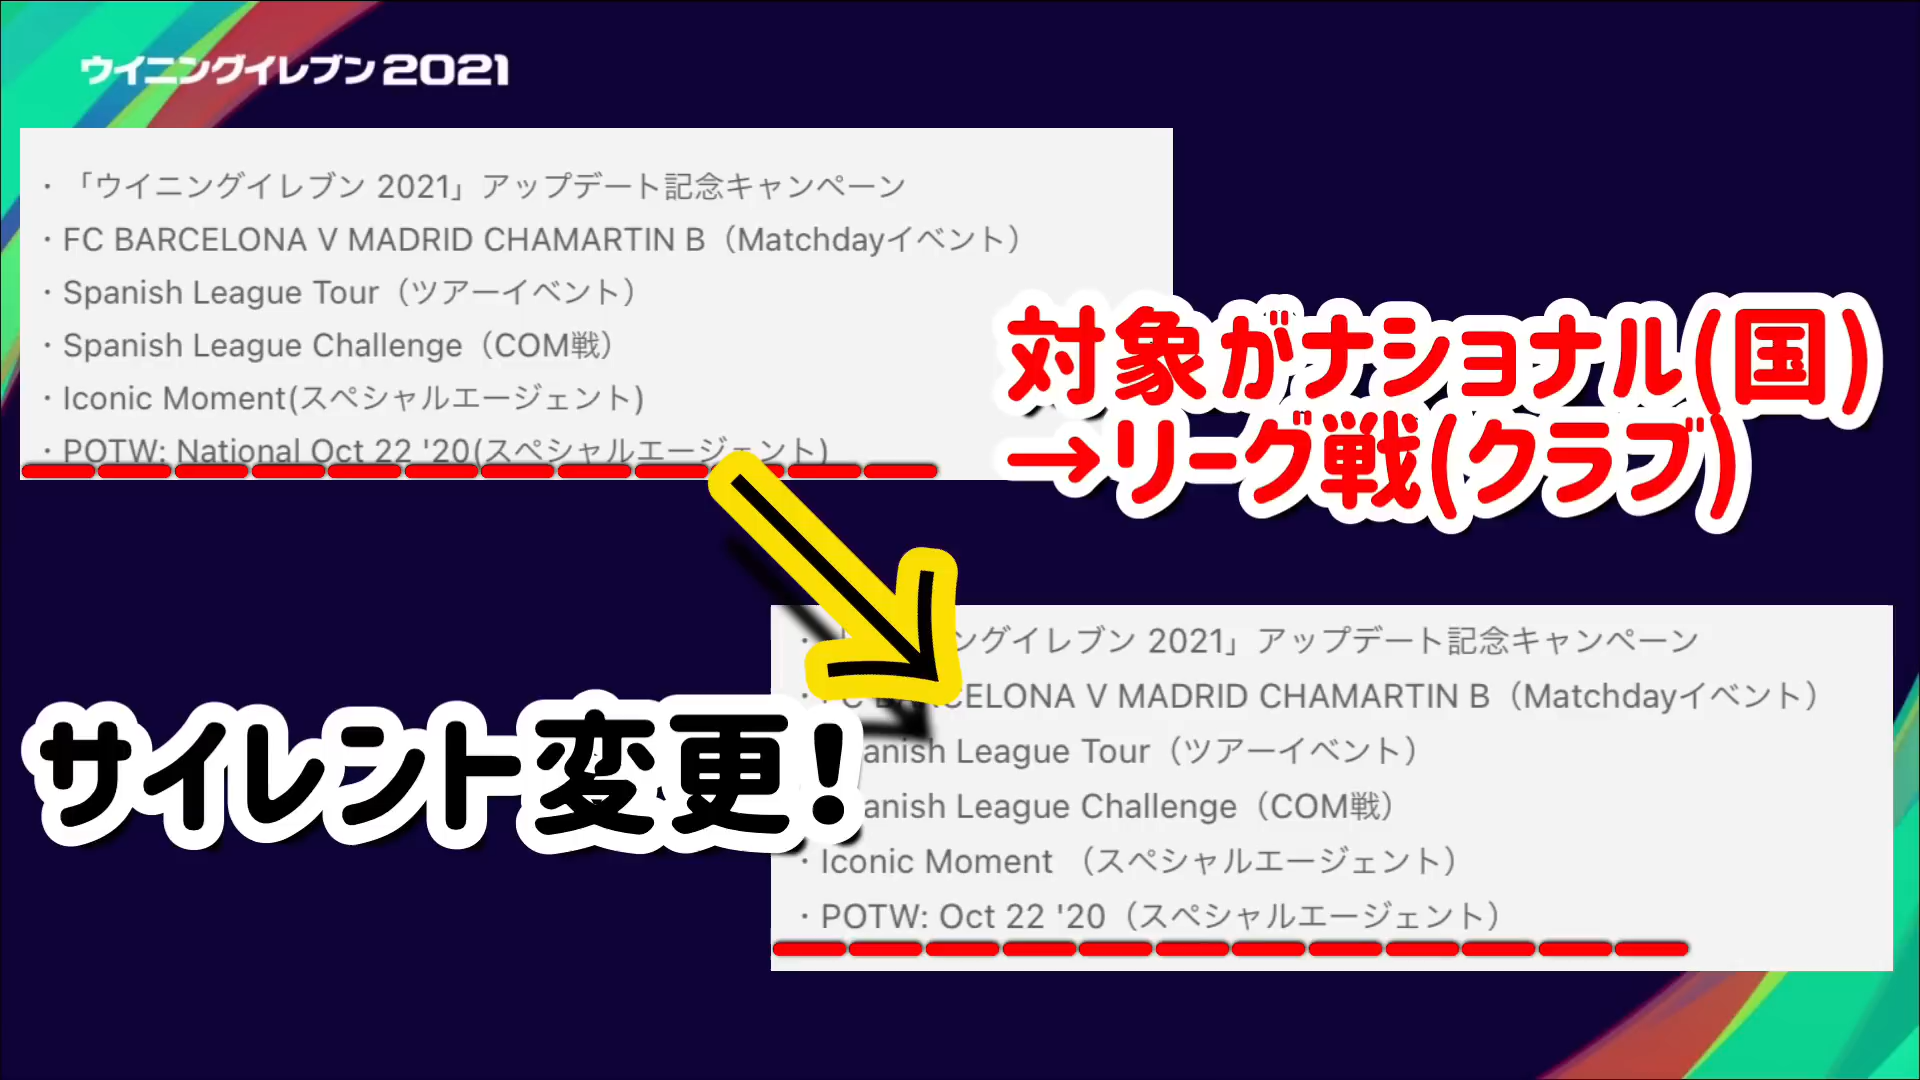 ウイニングイレブン 2021
・「ウイニングイレブン 2021」アップデート記念キャンペーン
・FC BARCELONA V MADRID CHAMARTIN B（Matchdayイベント）
・Spanish League Tour（ツアーイベント）
・Spanish League Challenge（COM戦）
・Iconic Moment(スペシャルエージェント)
・POTW: National Oct 22 '20(スペシャルエージェント)
対象がナショナル(国)
→リーグ戦(クラブ)
サイレント変更!
ングイレブン 2021」アップデート記念キャンペーン
CELONA V MADRID CHAMARTIN B（Matchdayイベント）
anish League Tour（ツアーイベント）
anish League Challenge（COM戦）
・Iconic Moment （スペシャルエージェント）
・POTW: Oct 22 '20（スペシャルエージェント）